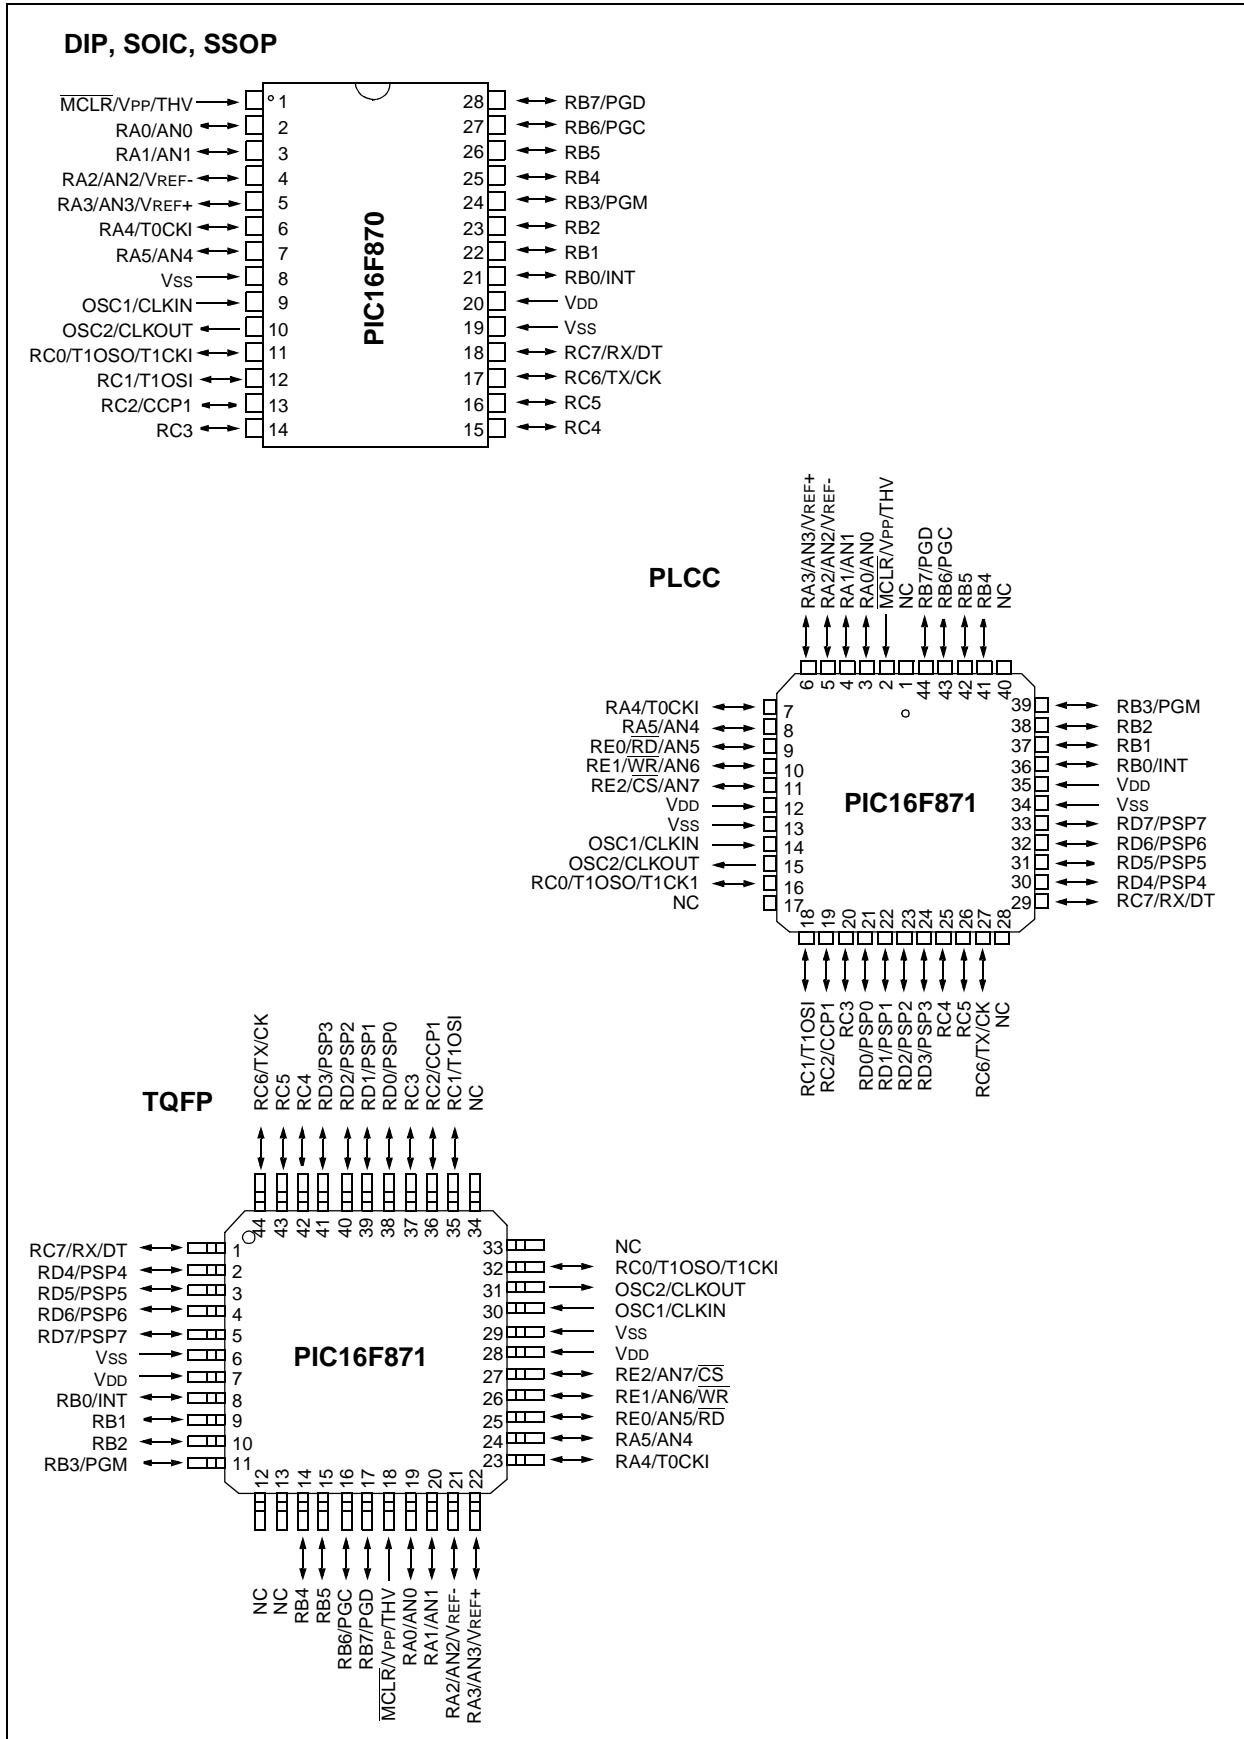 DIP, SOIC, SSOP
MCLR/VPP/THV 1 28 RB7/PGD
RA0/AN0 2 27 RB6/PGC
RA1/AN1 3 26 RB5
RA2/AN2/VREF- 4 25 RB4
RA3/AN3/VREF+ 5 24 RB3/PGM
RA4/T0CKI 6 23 RB2
RA5/AN4 7 22 RB1
VSS 8 21 RB0/INT
OSC1/CLKIN 9 20 VDD
OSC2/CLKOUT 10 19 VSS
RC0/T1OSO/T1CKI 11 18 RC7/RX/DT
RC1/T1OSI 12 17 RC6/TX/CK
RC2/CCP1 13 16 RC5
RC3 14 15 RC4
PIC16F870
PLCC
RA3/AN3/VREF+
RA2/AN2/VREF-
RA1/AN1
RA0/AN0
MCLR/VPP/THV
NC
RB7/PGD
RB6/PGC
RB5
RB4
NC
6 5 4 3 2 1 44 43 42 41 40
RA4/T0CKI 7 39 RB3/PGM
RA5/AN4 8 38 RB2
RE0/RD/AN5 9 37 RB1
RE1/WR/AN6 10 36 RB0/INT
RE2/CS/AN7 11 35 VDD
VDD 12 34 VSS
VSS 13 33 RD7/PSP7
OSC1/CLKIN 14 32 RD6/PSP6
OSC2/CLKOUT 15 31 RD5/PSP5
RC0/T1OSO/T1CK1 16 30 RD4/PSP4
NC 17 29 RC7/RX/DT
PIC16F871
18 19 20 21 22 23 24 25 26 27 28
RC1/T1OSI
RC2/CCP1
RC3
RD0/PSP0
RD1/PSP1
RD2/PSP2
RD3/PSP3
RC4
RC5
RC6/TX/CK
NC
TQFP
RC6/TX/CK
RC5
RC4
RD3/PSP3
RD2/PSP2
RD1/PSP1
RD0/PSP0
RC3
RC2/CCP1
RC1/T1OSI
NC
44 43 42 41 40 39 38 37 36 35 34
RC7/RX/DT 1 33 NC
RD4/PSP4 2 32 RC0/T1OSO/T1CKI
RD5/PSP5 3 31 OSC2/CLKOUT
RD6/PSP6 4 30 OSC1/CLKIN
RD7/PSP7 5 29 VSS
VSS 6 28 VDD
VDD 7 27 RE2/AN7/CS
RB0/INT 8 26 RE1/AN6/WR
RB1 9 25 RE0/AN5/RD
RB2 10 24 RA5/AN4
RB3/PGM 11 23 RA4/T0CKI
PIC16F871
12 13 14 15 16 17 18 19 20 21 22
NC
NC
RB4
RB5
RB6/PGC
RB7/PGD
MCLR/VPP/THV
RA0/AN0
RA1/AN1
RA2/AN2/VREF-
RA3/AN3/VREF+